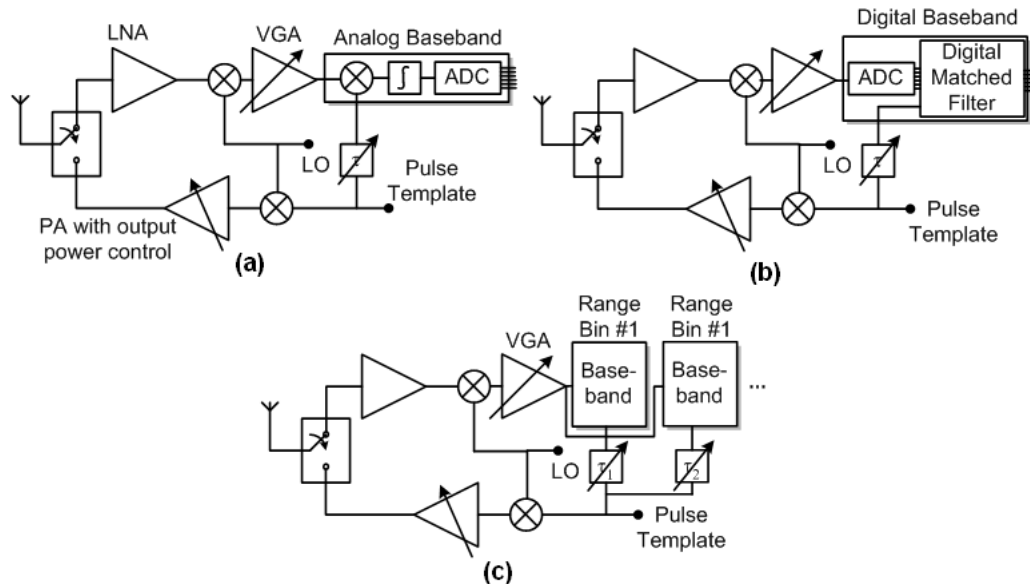 LNA
VGA
Analog Baseband
∫
ADC
LO
τ
Pulse
Template
PA with output
power control
(a)
Digital Baseband
ADC
Digital
Matched
Filter
LO
τ
Pulse
Template
(b)
Range
Bin #1
Range
Bin #1
VGA
Base-
band
Base-
band
...
LO
τ1
τ2
Pulse
Template
(c)